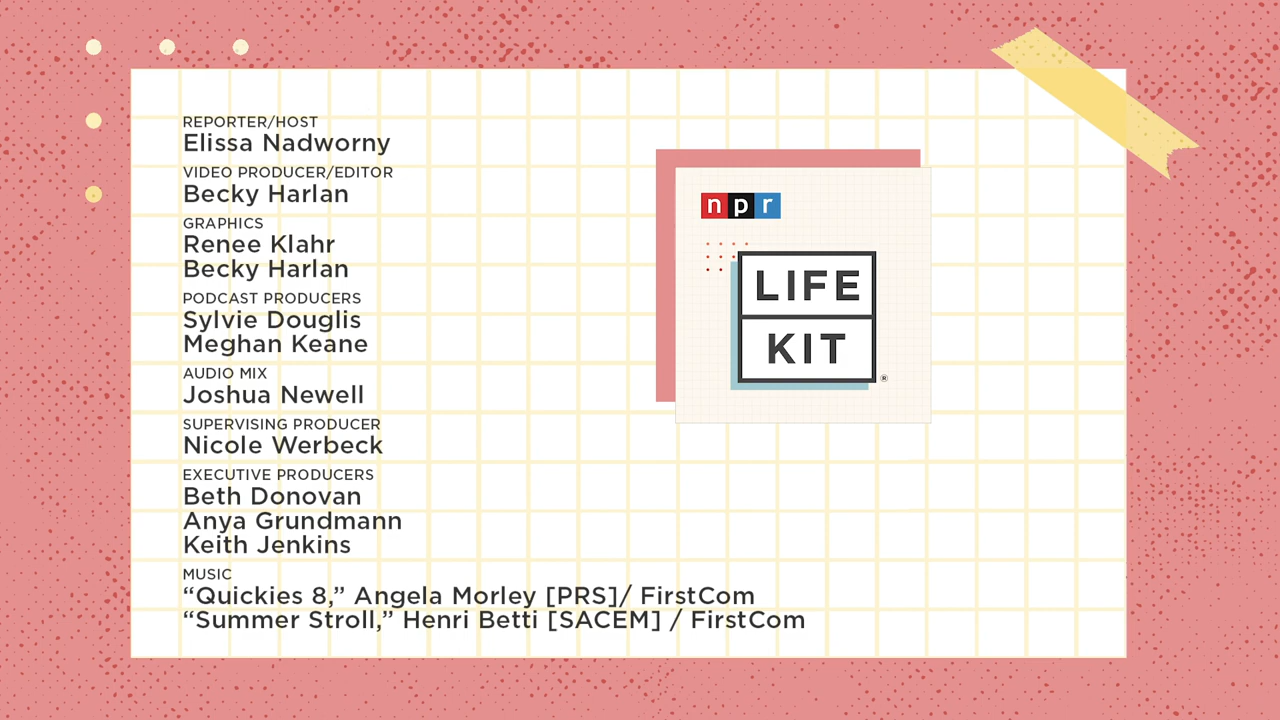 REPORTER/HOST
Elissa Nadworny
VIDEO PRODUCER/EDITOR
Becky Harlan
GRAPHICS
Renee Klahr
Becky Harlan
PODCAST PRODUCERS
Sylvie Douglis
Meghan Keane
AUDIO MIX
Joshua Newell
SUPERVISING PRODUCER
Nicole Werbeck
EXECUTIVE PRODUCERS
Beth Donovan
Anya Grundmann
Keith Jenkins
MUSIC
“Quickies 8,” Angela Morley [PRS]/ FirstCom
“Summer Stroll,” Henri Betti [SACEM] / FirstCom
npr
LIFE
KIT
®